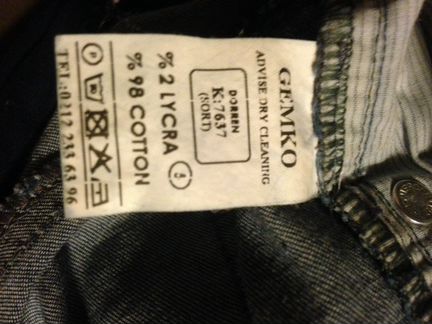 GEMKO
ADVISE DRY CLEANING
DORREN
K:7637
(SORT)
% 2 LYCRA
% 98 COTTON
P
TEL:0212 233 63 96